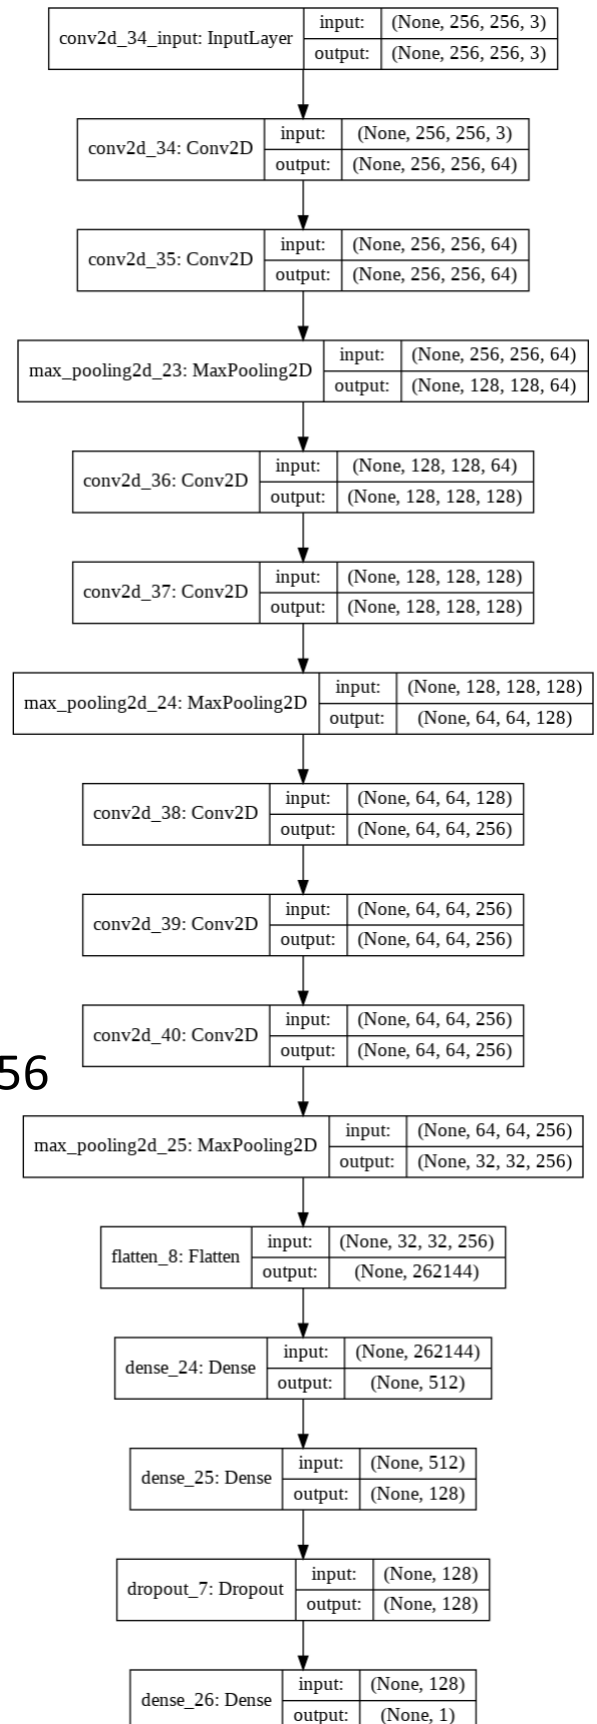 conv2d_34_input: InputLayer
input: (None, 256, 256, 3)
output: (None, 256, 256, 3)
conv2d_34: Conv2D
input: (None, 256, 256, 3)
output: (None, 256, 256, 64)
conv2d_35: Conv2D
input: (None, 256, 256, 64)
output: (None, 256, 256, 64)
max_pooling2d_23: MaxPooling2D
input: (None, 256, 256, 64)
output: (None, 128, 128, 64)
conv2d_36: Conv2D
input: (None, 128, 128, 64)
output: (None, 128, 128, 128)
conv2d_37: Conv2D
input: (None, 128, 128, 128)
output: (None, 128, 128, 128)
max_pooling2d_24: MaxPooling2D
input: (None, 128, 128, 128)
output: (None, 64, 64, 128)
conv2d_38: Conv2D
input: (None, 64, 64, 128)
output: (None, 64, 64, 256)
conv2d_39: Conv2D
input: (None, 64, 64, 256)
output: (None, 64, 64, 256)
conv2d_40: Conv2D
input: (None, 64, 64, 256)
output: (None, 64, 64, 256)
56
max_pooling2d_25: MaxPooling2D
input: (None, 64, 64, 256)
output: (None, 32, 32, 256)
flatten_8: Flatten
input: (None, 32, 32, 256)
output: (None, 262144)
dense_24: Dense
input: (None, 262144)
output: (None, 512)
dense_25: Dense
input: (None, 512)
output: (None, 128)
dropout_7: Dropout
input: (None, 128)
output: (None, 128)
dense_26: Dense
input: (None, 128)
output: (None, 1)